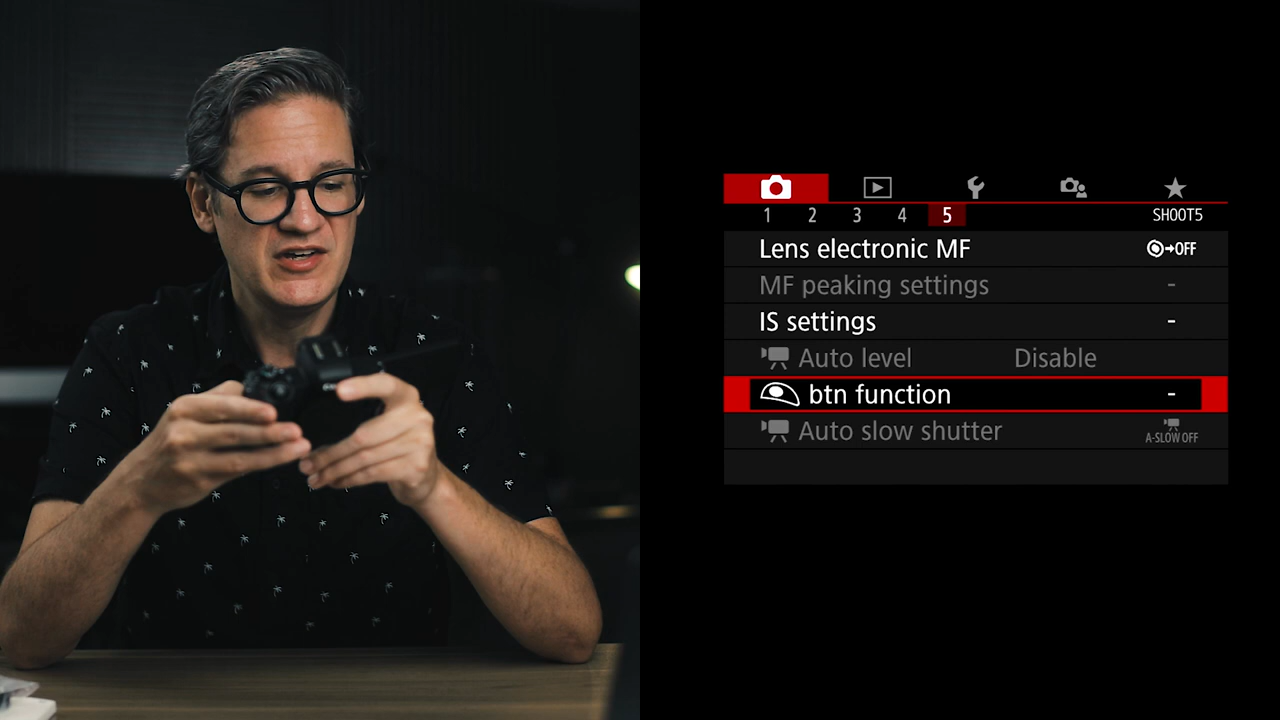 1 2 3 4 5 SHOOT5
Lens electronic MF OFF
MF peaking settings -
IS settings -
Auto level Disable
btn function -
Auto slow shutter A-SLOW OFF